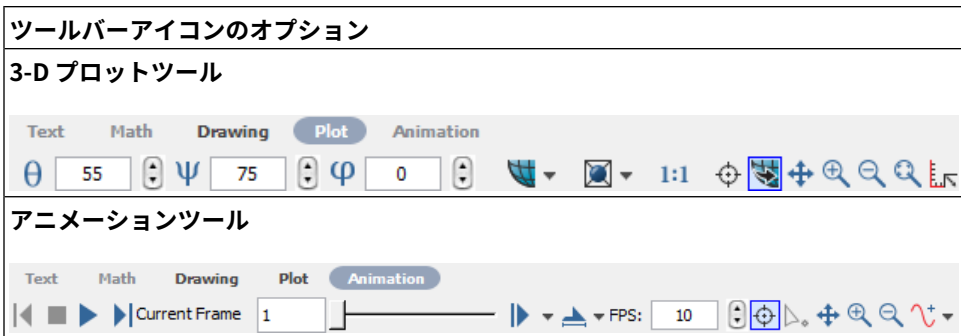 ツールバーアイコンのオプション
3-D プロットツール
Text Math Drawing Plot Animation
θ 55 ψ 75 φ 0 1:1
アニメーションツール
Text Math Drawing Plot Animation
Current Frame 1 FPS: 10